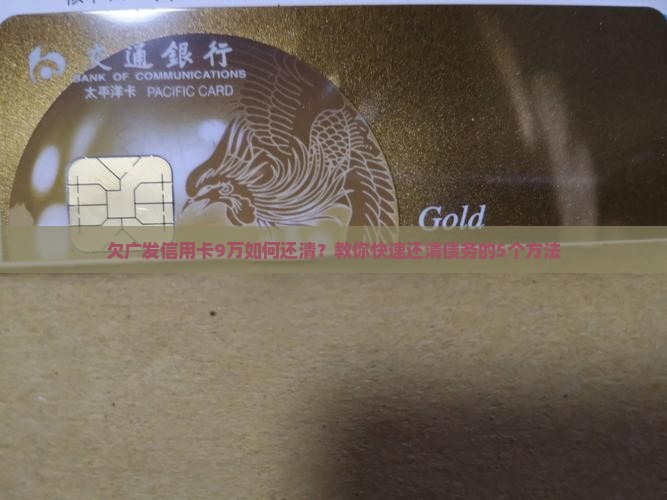 交通銀行
BANK OF COMMUNICATIONS
太平洋卡 PACIFIC CARD
Gold
欠广发信用卡9万如何还清？教你快速还清债务的5个方法